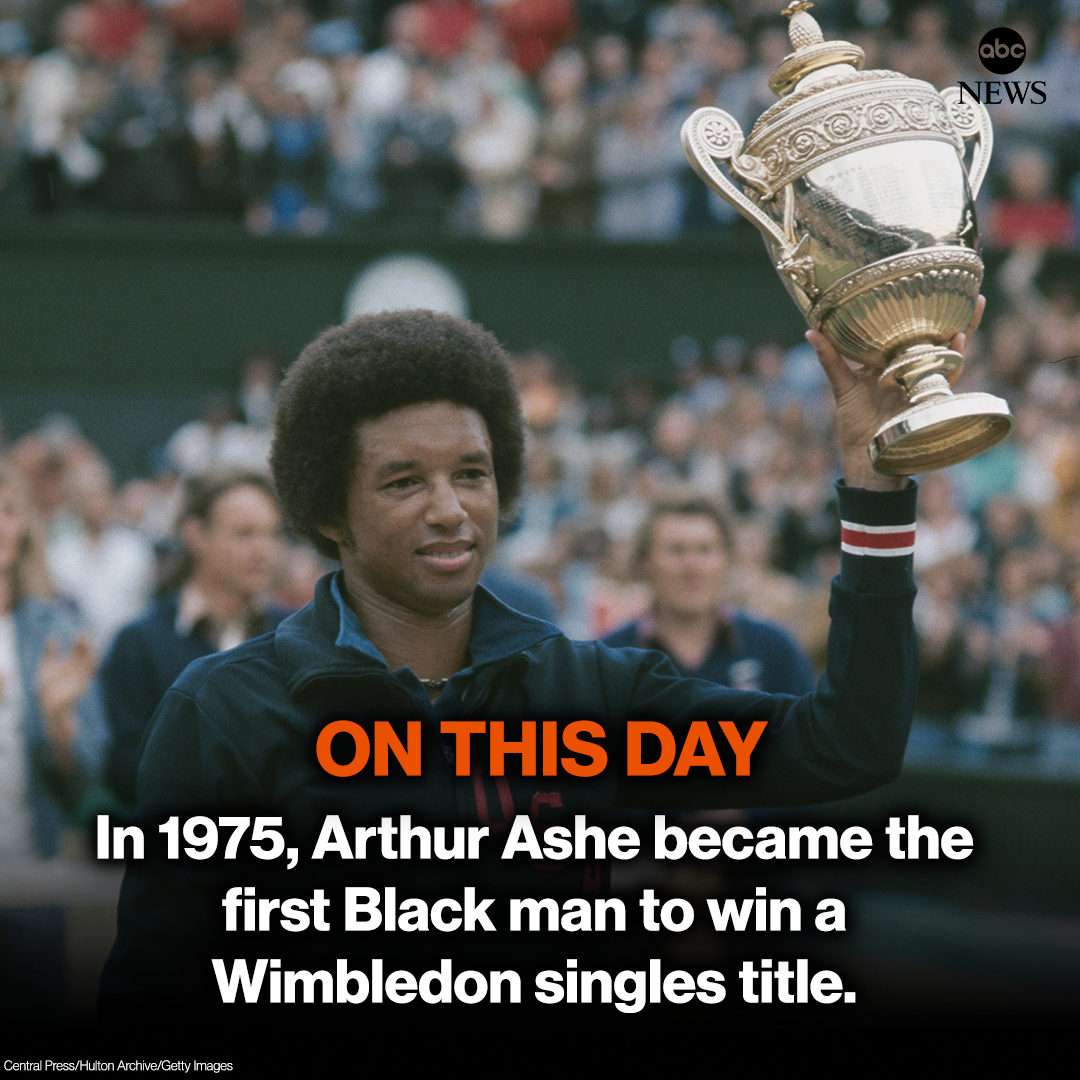 abc
NEWS
ON THIS DAY
In 1975, Arthur Ashe became the
first Black man to win a
Wimbledon singles title.
Central Press/Hulton Archive/Getty Images